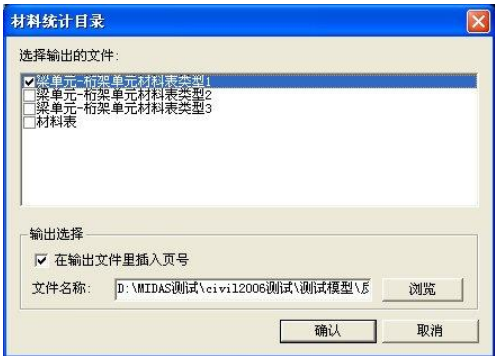 材料统计目录
选择输出的文件:
梁单元-桁架单元材料表类型1
梁单元-桁架单元材料表类型2
梁单元-桁架单元材料表类型3
材料表
输出选择
在输出文件里插入页号
文件名称: D:\MIDAS测试\civil2006测试\测试模型\ 浏览
确认 取消